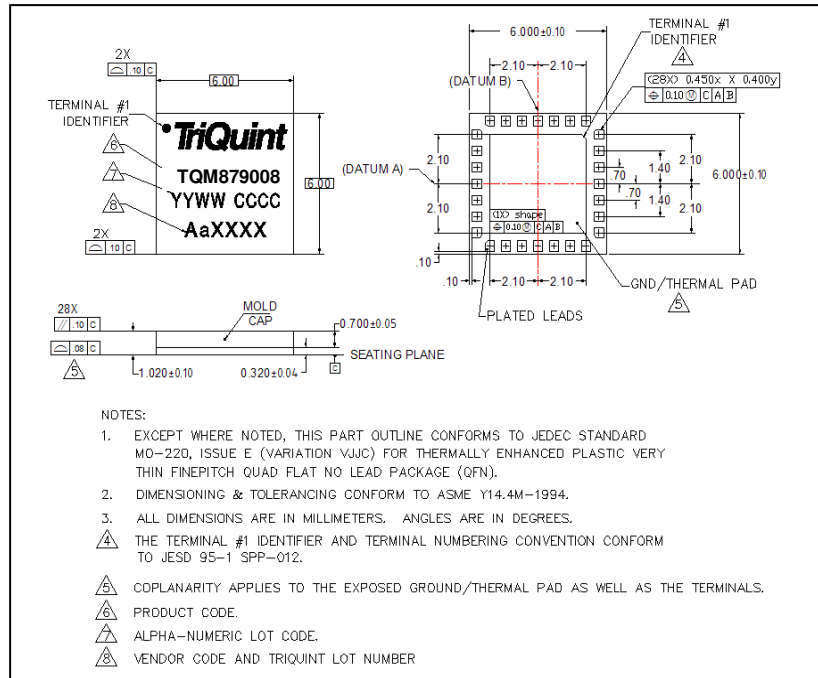 2X
⌓ .10 C
6.00
TERMINAL #1
IDENTIFIER
TriQuint
6
TQM879008
7
YYWW CCCC
8
AaXXXX
6.00
2X
⌓ .10 C
6.000±0.10
2.10 2.10
TERMINAL #1
IDENTIFIER
4
(DATUM B)
(28X) 0.450x X 0.400y
⌖ 0.10 Ⓜ C A B
(DATUM A)
2.10
2.10
.70
.70
1.40
1.40
2.10
2.10
6.000±0.10
(1X) shape
⌖ 0.10 Ⓜ C A B
.10
.10
2.10 2.10
GND/THERMAL PAD
5
PLATED LEADS
28X
// .10 C
⌓ .08 C
5
MOLD
CAP
0.700±0.05
SEATING PLANE
C
1.020±0.10
0.320±0.04
NOTES:
1. EXCEPT WHERE NOTED, THIS PART OUTLINE CONFORMS TO JEDEC STANDARD
MO-220, ISSUE E (VARIATION VJJC) FOR THERMALLY ENHANCED PLASTIC VERY
THIN FINEPITCH QUAD FLAT NO LEAD PACKAGE (QFN).
2. DIMENSIONING & TOLERANCING CONFORM TO ASME Y14.4M-1994.
3. ALL DIMENSIONS ARE IN MILLIMETERS. ANGLES ARE IN DEGREES.
4 THE TERMINAL #1 IDENTIFIER AND TERMINAL NUMBERING CONVENTION CONFORM
TO JESD 95-1 SPP-012.
5 COPLANARITY APPLIES TO THE EXPOSED GROUND/THERMAL PAD AS WELL AS THE TERMINALS.
6 PRODUCT CODE.
7 ALPHA-NUMERIC LOT CODE.
8 VENDOR CODE AND TRIQUINT LOT NUMBER